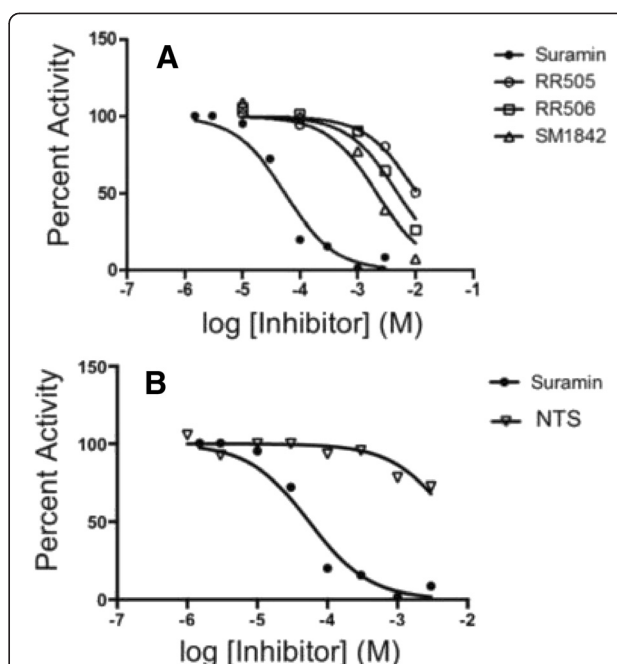 A
150
100
50
0
Percent Activity
-7 -6 -5 -4 -3 -2 -1
log [Inhibitor] (M)
Suramin
RR505
RR506
SM1842
B
150
100
50
0
Percent Activity
-7 -6 -5 -4 -3 -2
log [Inhibitor] (M)
Suramin
NTS